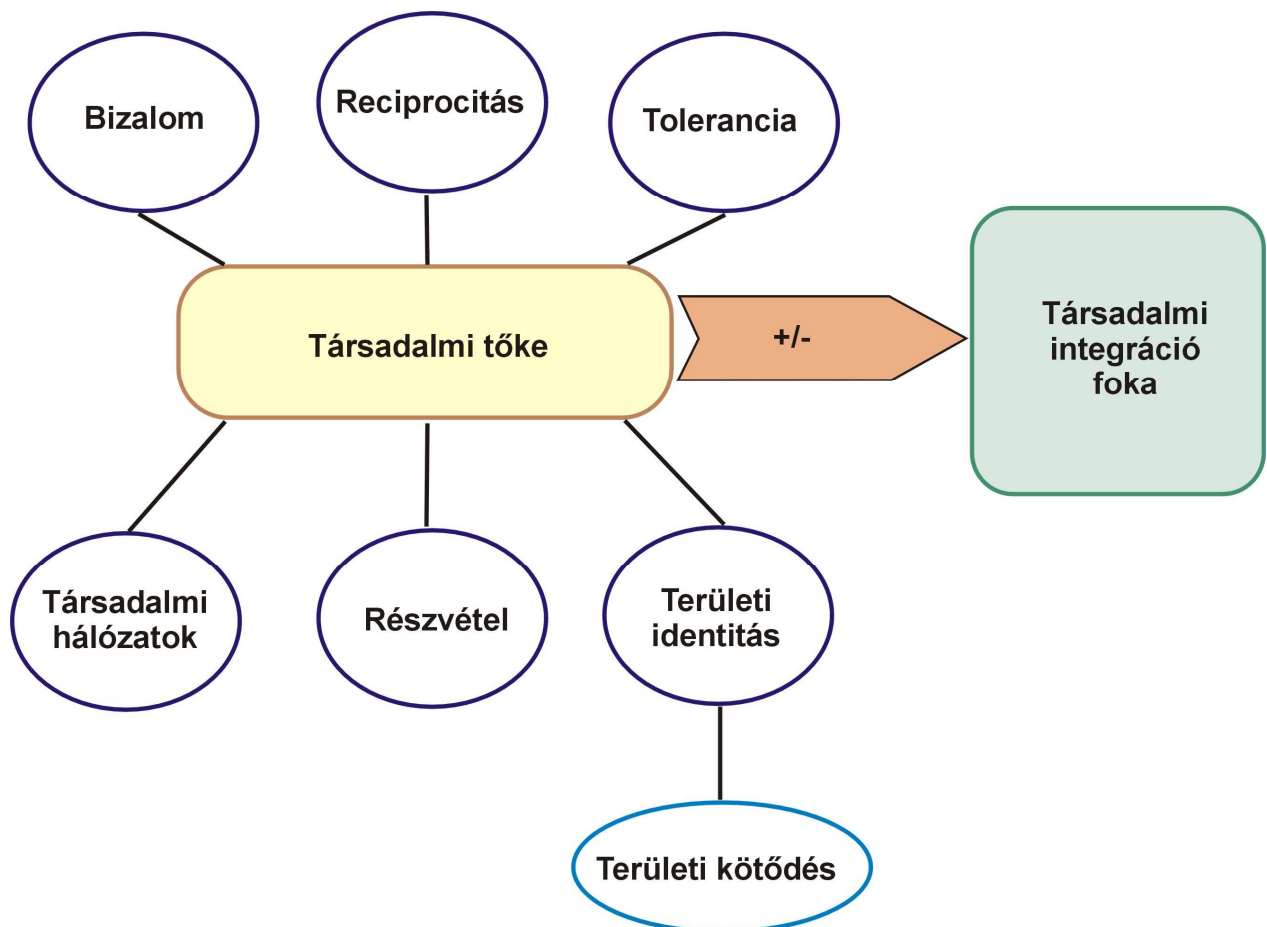 Bizalom
Reciprocitás
Tolerancia
Társadalmi tőke
+/-
Társadalmi
integráció
foka
Társadalmi
hálózatok
Részvétel
Területi
identitás
Területi kötődés